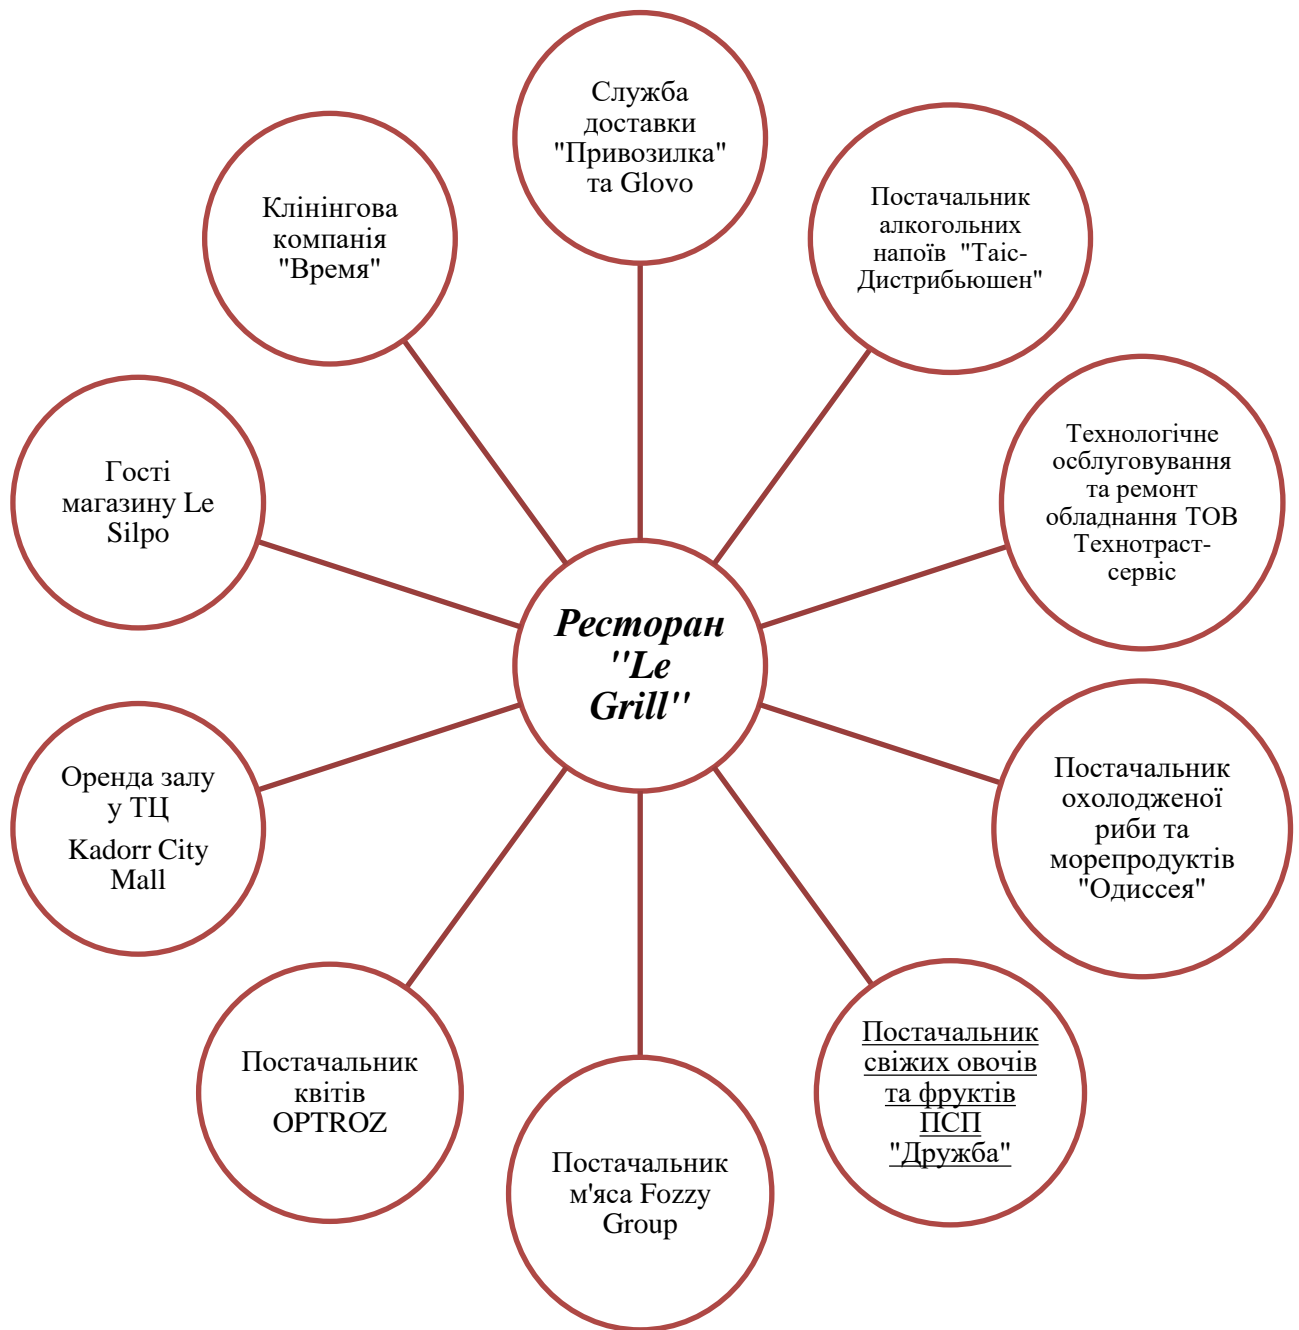 Служба
доставки
"Привозилка"
та Glovo
Постачальник
алкогольних
напоїв "Таіс-
Дистрибьюшен"
Технологічне
осблуговування
та ремонт
обладнання ТОВ
Технотраст-
сервіс
Постачальник
охолодженої
риби та
морепродуктів
"Одиссея"
Постачальник
свіжих овочів
та фруктів
ПСП
"Дружба"
Постачальник
м'яса Fozzy
Group
Постачальник
квітів
OPTROZ
Оренда залу
у ТЦ
Kadorr City
Mall
Гості
магазину Le
Silpo
Клінінгова
компанія
"Время"
Ресторан
"Le
Grill"